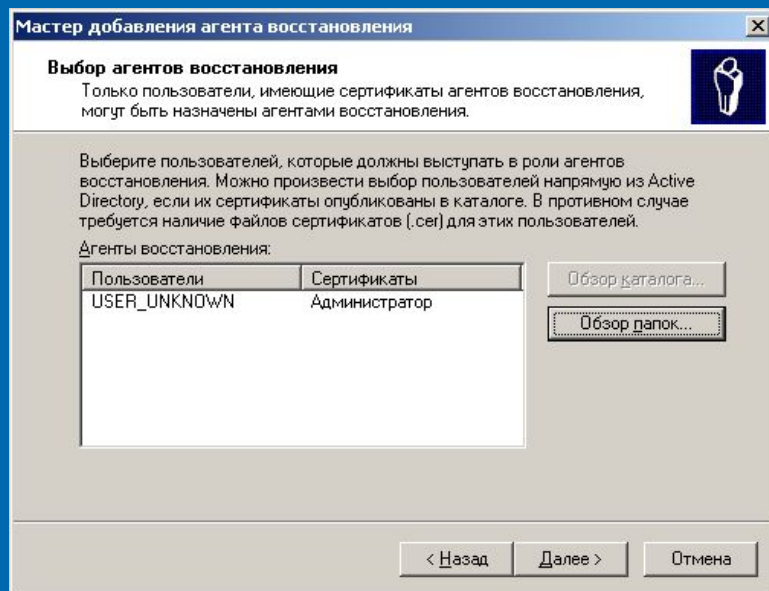 Мастер добавления агента восстановления
Выбор агентов восстановления
Только пользователи, имеющие сертификаты агентов восстановления,
могут быть назначены агентами восстановления.
Выберите пользователей, которые должны выступать в роли агентов
восстановления. Можно произвести выбор пользователей напрямую из Active
Directory, если их сертификаты опубликованы в каталоге. В противном случае
требуется наличие файлов сертификатов (.cer) для этих пользователей.
Агенты восстановления:
Пользователи Сертификаты Обзор каталога...
USER_UNKNOWN Администратор
Обзор папок...
< Назад Далее > Отмена